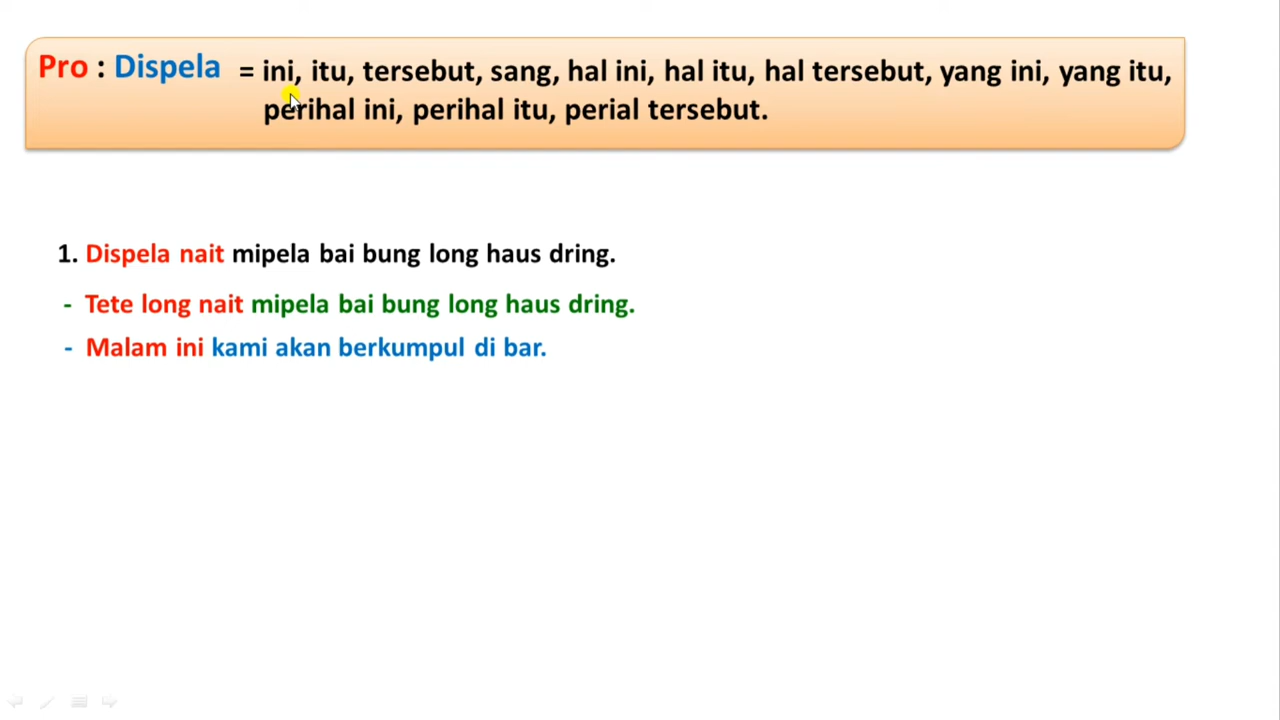 Pro : Dispela = ini, itu, tersebut, sang, hal ini, hal itu, hal tersebut, yang ini, yang itu,
perihal ini, perihal itu, perial tersebut.
1. Dispela nait mipela bai bung long haus dring.
- Tete long nait mipela bai bung long haus dring.
- Malam ini kami akan berkumpul di bar.